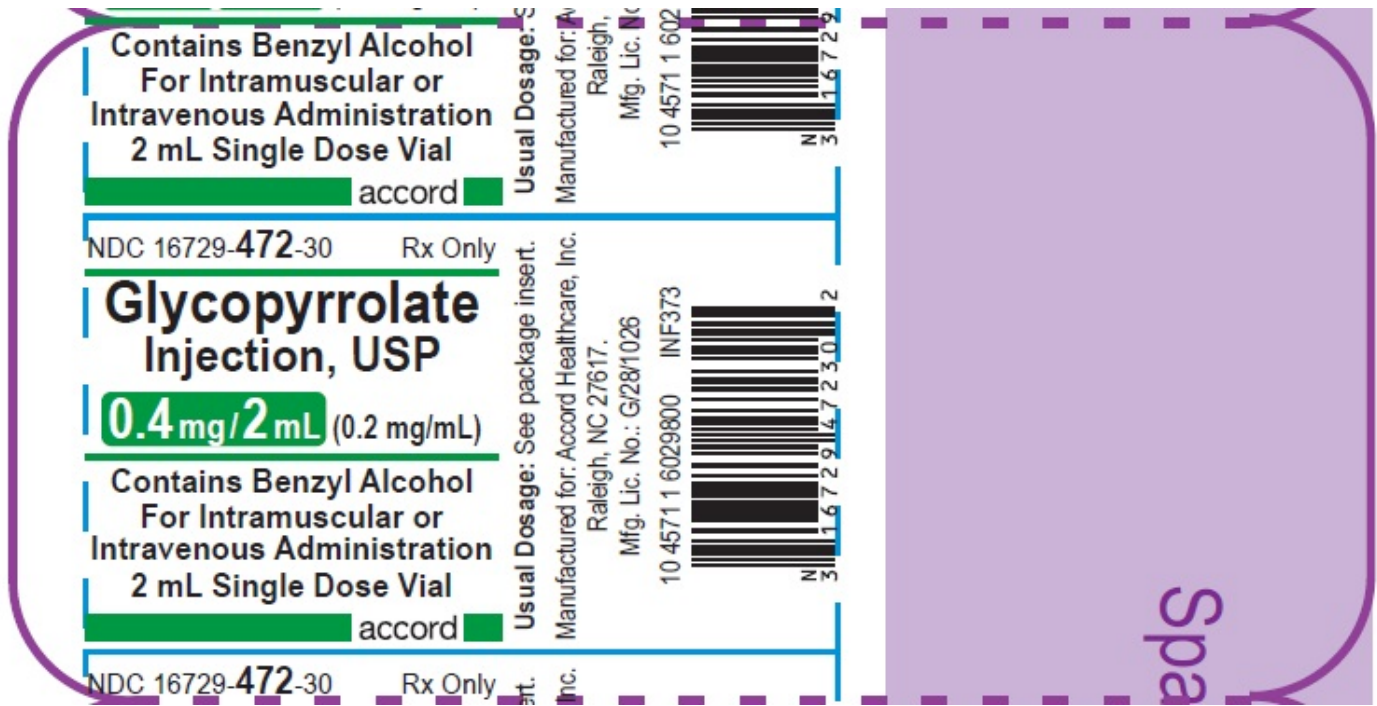 Contains Benzyl Alcohol
For Intramuscular or
Intravenous Administration
2 mL Single Dose Vial
accord
Usual Dosage:
Manufactured for:
Raleigh,
Mfg. Lic. No
10 4571 1 602
N
3 16729
NDC 16729-472-30 Rx Only
Glycopyrrolate
Injection, USP
0.4 mg/2 mL (0.2 mg/mL)
Contains Benzyl Alcohol
For Intramuscular or
Intravenous Administration
2 mL Single Dose Vial
accord
Usual Dosage: See package insert.
Manufactured for: Accord Healthcare, Inc.
Raleigh, NC 27617.
Mfg. Lic. No.: G/28/1026
10 4571 1 6029800 INF373
N
3 16729 47230 2
NDC 16729-472-30 Rx Only
Inc.
Spa